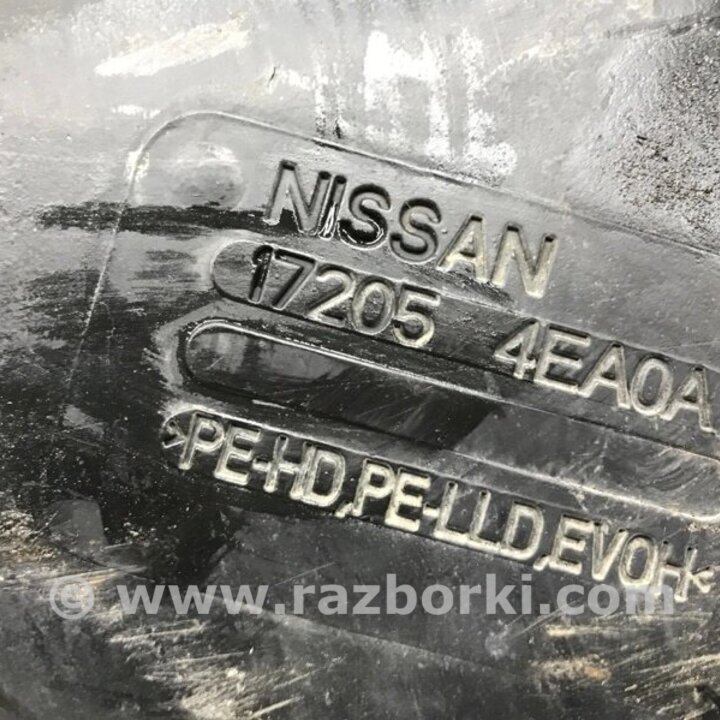 NISSAN
17205 4EA0A
>PE-HD,PE-LLD,EVOH<
© www.razborki.com